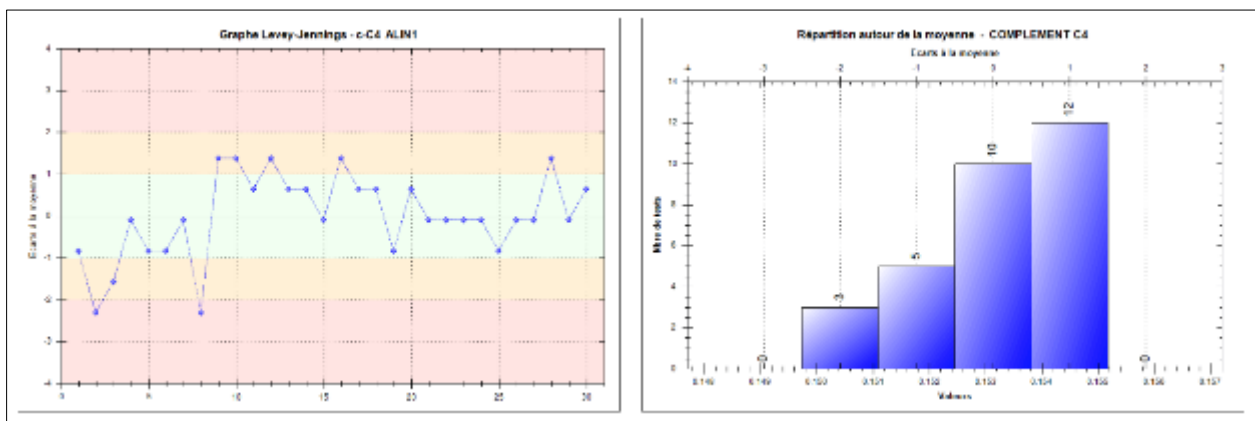 Graphe Levey-Jennings - c-C4 ALIN1
4
3
2
1
0
-1
-2
-3
-4
Ecarts à la moyenne
0 5 10 15 20 25 30
Répartition autour de la moyenne - COMPLEMENT C4
Ecarts à la moyenne
-4 -3 -2 -1 0 1 2 3
14
12
10
8
6
4
2
0
Nbre de tests
0
3
5
10
12
0
0.148 0.149 0.150 0.151 0.152 0.153 0.154 0.155 0.156 0.157
Valeurs